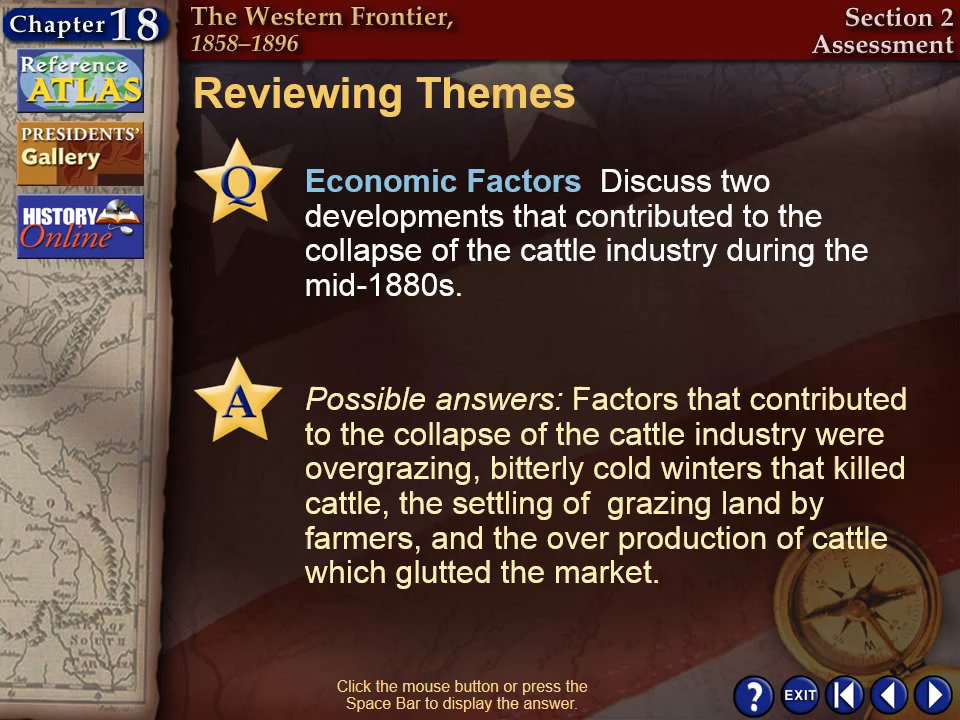 Chapter 18
The Western Frontier,
1858–1896
Section 2
Assessment
Reference
ATLAS
PRESIDENTS'
Gallery
HISTORY
Online
Reviewing Themes
Q
Economic Factors Discuss two
developments that contributed to the
collapse of the cattle industry during the
mid-1880s.
A
Possible answers: Factors that contributed
to the collapse of the cattle industry were
overgrazing, bitterly cold winters that killed
cattle, the settling of grazing land by
farmers, and the over production of cattle
which glutted the market.
Click the mouse button or press the
Space Bar to display the answer.
?
EXIT